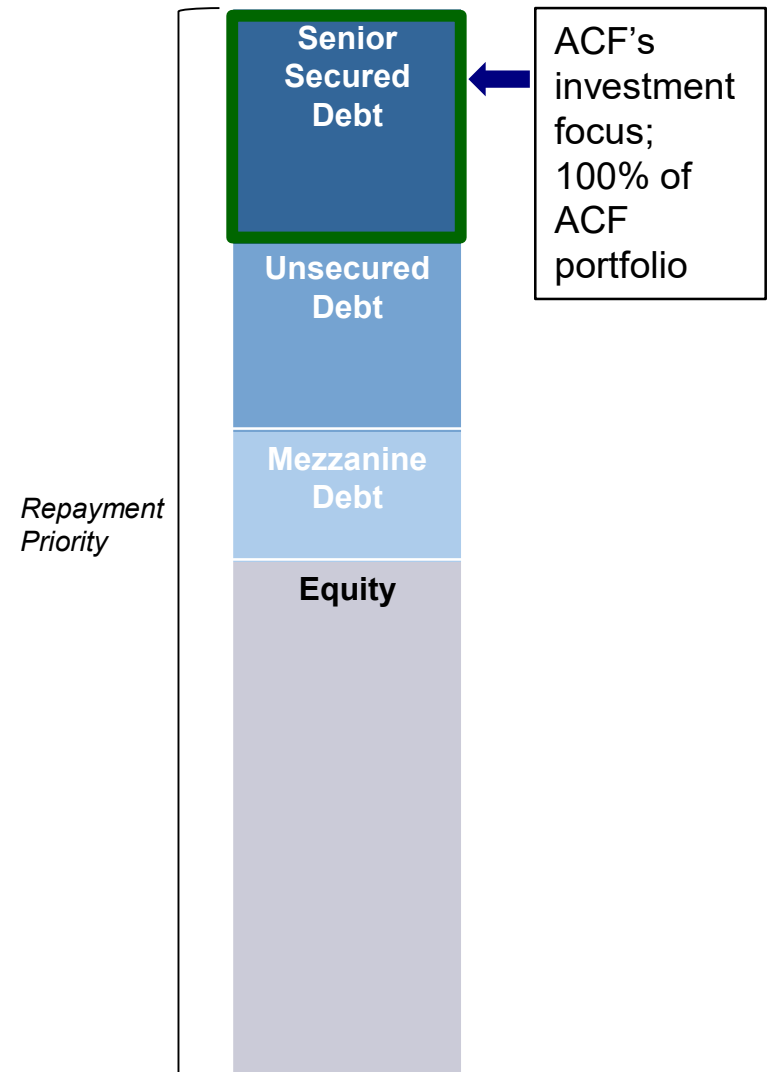 Senior
Secured
Debt
ACF’s
investment
focus;
100% of
ACF
portfolio
Unsecured
Debt
Mezzanine
Debt
Repayment
Priority
Equity